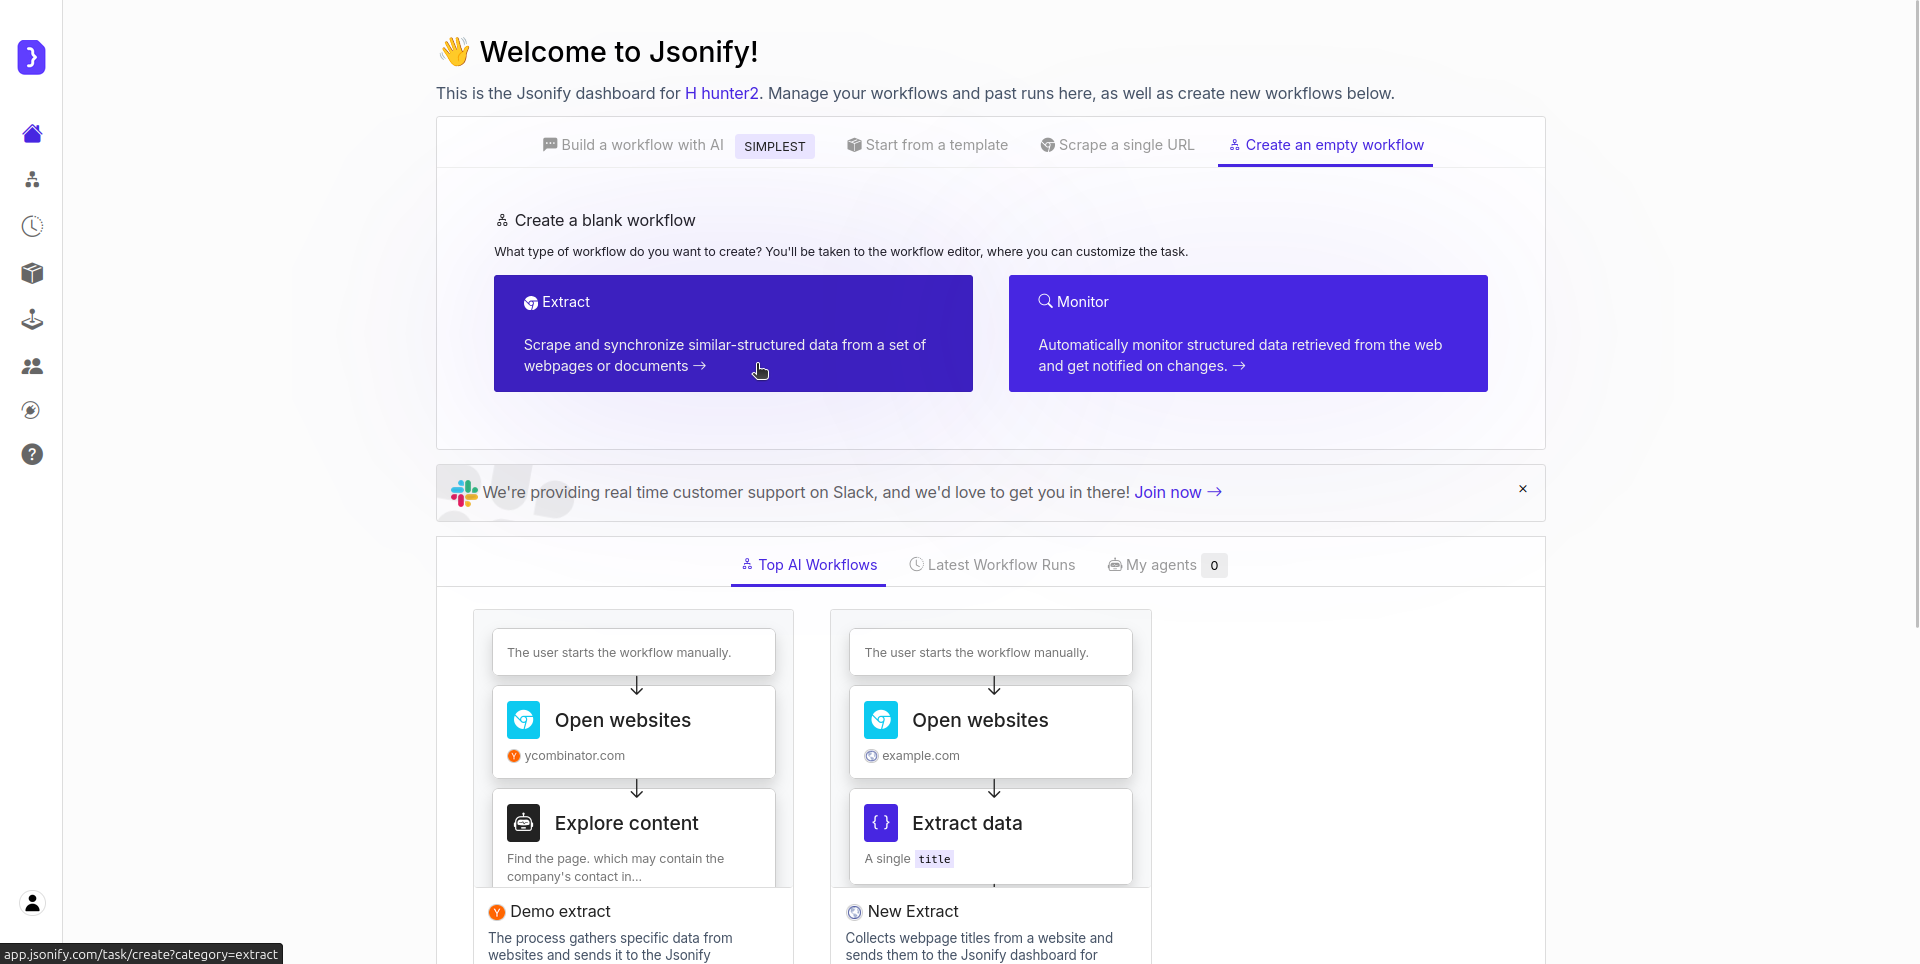 👋 Welcome to Jsonify!
This is the Jsonify dashboard for H hunter2. Manage your workflows and past runs here, as well as create new workflows below.
Build a workflow with AI SIMPLEST Start from a template Scrape a single URL Create an empty workflow
Create a blank workflow
What type of workflow do you want to create? You'll be taken to the workflow editor, where you can customize the task.
Extract
Scrape and synchronize similar-structured data from a set of
webpages or documents →
Monitor
Automatically monitor structured data retrieved from the web
and get notified on changes. →
We're providing real time customer support on Slack, and we'd love to get you in there! Join now →
Top AI Workflows Latest Workflow Runs My agents 0
The user starts the workflow manually.
Open websites
ycombinator.com
Explore content
Find the page. which may contain the
company's contact in...
Demo extract
The process gathers specific data from
websites and sends it to the Jsonify
The user starts the workflow manually.
Open websites
example.com
Extract data
A single title
New Extract
Collects webpage titles from a website and
sends them to the Jsonify dashboard for
app.jsonify.com/task/create?category=extract